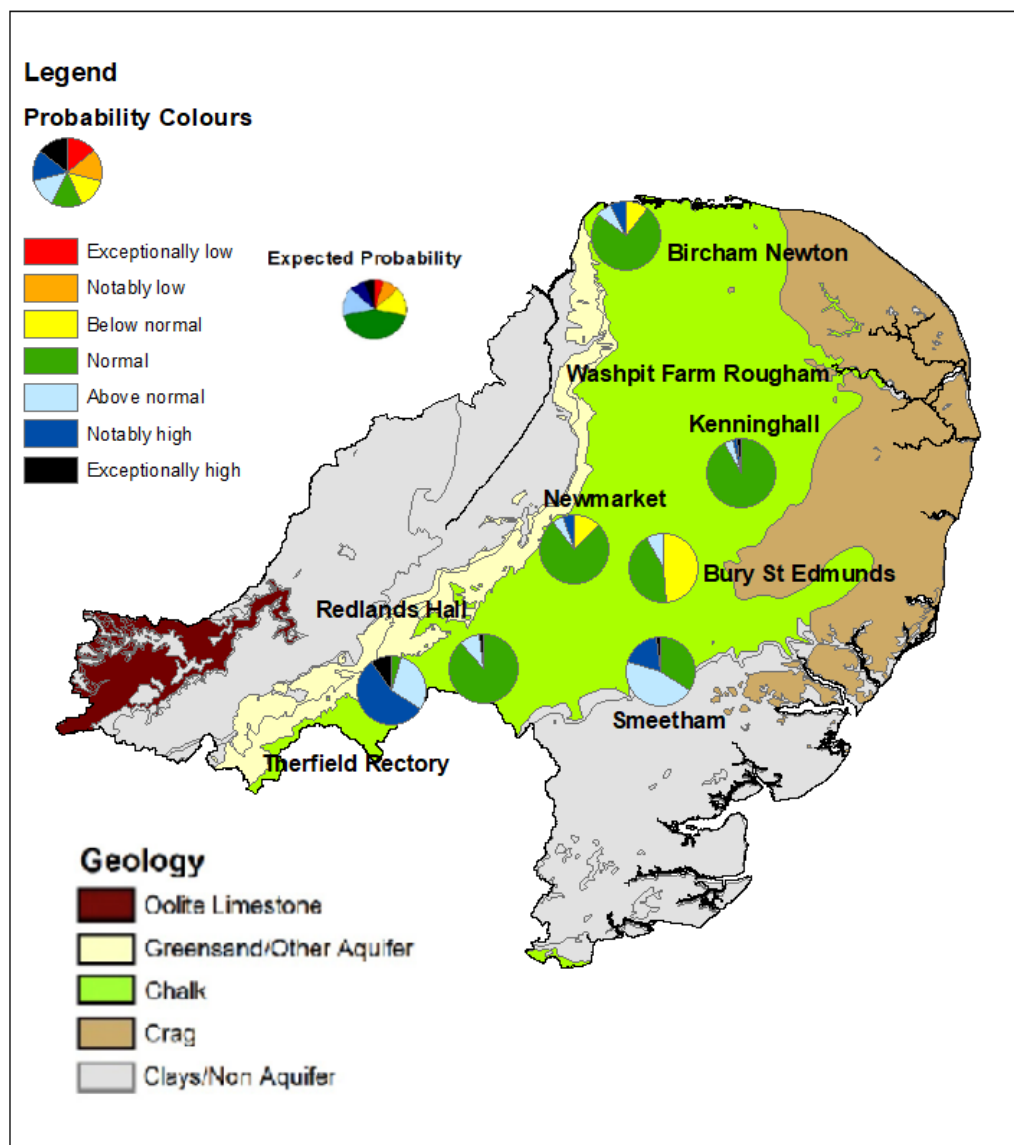 Legend
Probability Colours
Exceptionally low
Notably low
Below normal
Normal
Above normal
Notably high
Exceptionally high
Expected Probability
Bircham Newton
Washpit Farm Rougham
Kenninghall
Newmarket
Bury St Edmunds
Redlands Hall
Smeetham
Therfield Rectory
Geology
Oolite Limestone
Greensand/Other Aquifer
Chalk
Crag
Clays/Non Aquifer